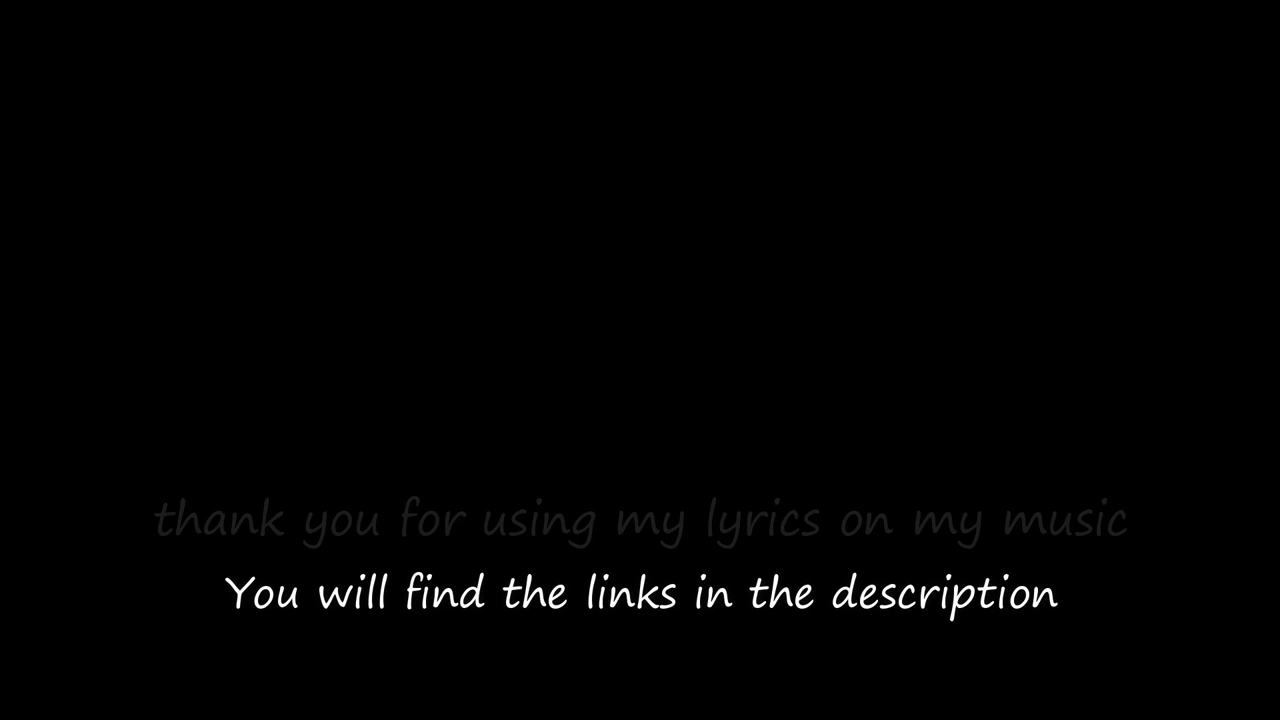 thank you for using my lyrics on my music
You will find the links in the description